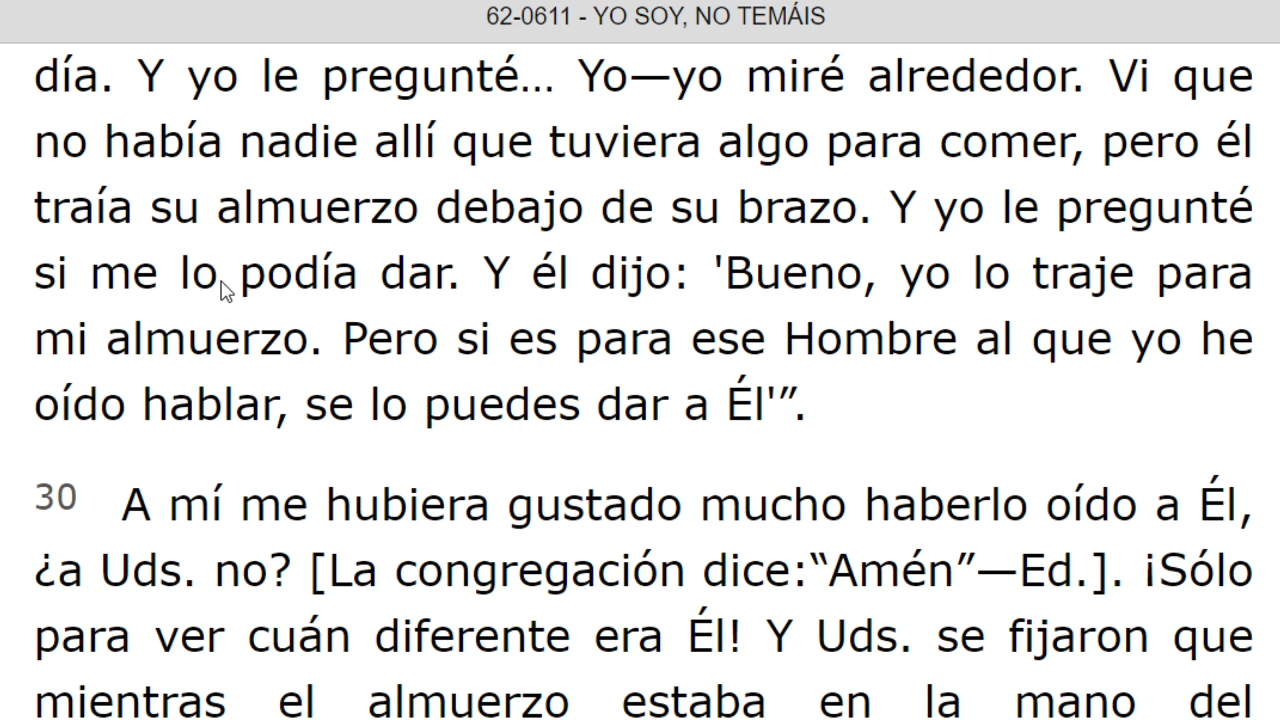 62-0611 - YO SOY, NO TEMÁIS
día. Y yo le pregunté... Yo—yo miré alrededor. Vi que
no había nadie allí que tuviera algo para comer, pero él
traía su almuerzo debajo de su brazo. Y yo le pregunté
si me lo podía dar. Y él dijo: 'Bueno, yo lo traje para
mi almuerzo. Pero si es para ese Hombre al que yo he
oído hablar, se lo puedes dar a Él'”.
30 A mí me hubiera gustado mucho haberlo oído a Él,
¿a Uds. no? [La congregación dice:“Amén”—Ed.]. ¡Sólo
para ver cuán diferente era Él! Y Uds. se fijaron que
mientras el almuerzo estaba en la mano del